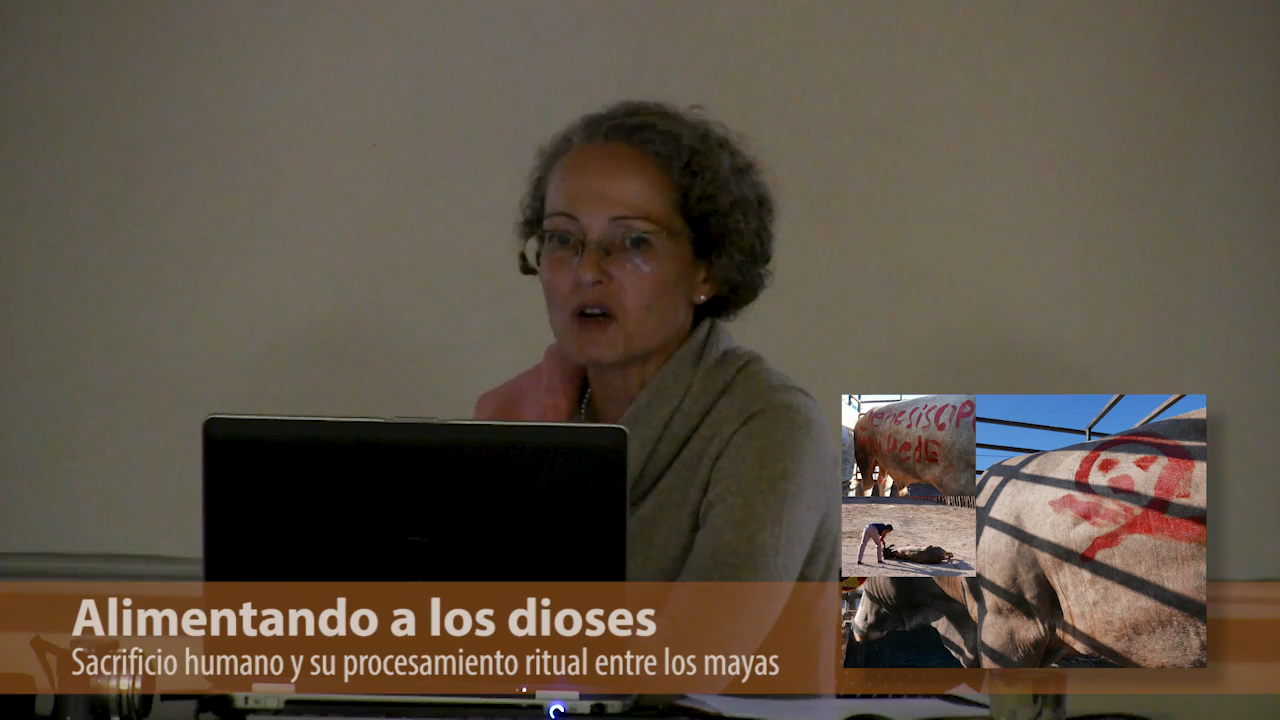 Alimentando a los dioses
Sacrificio humano y su procesamiento ritual entre los mayas